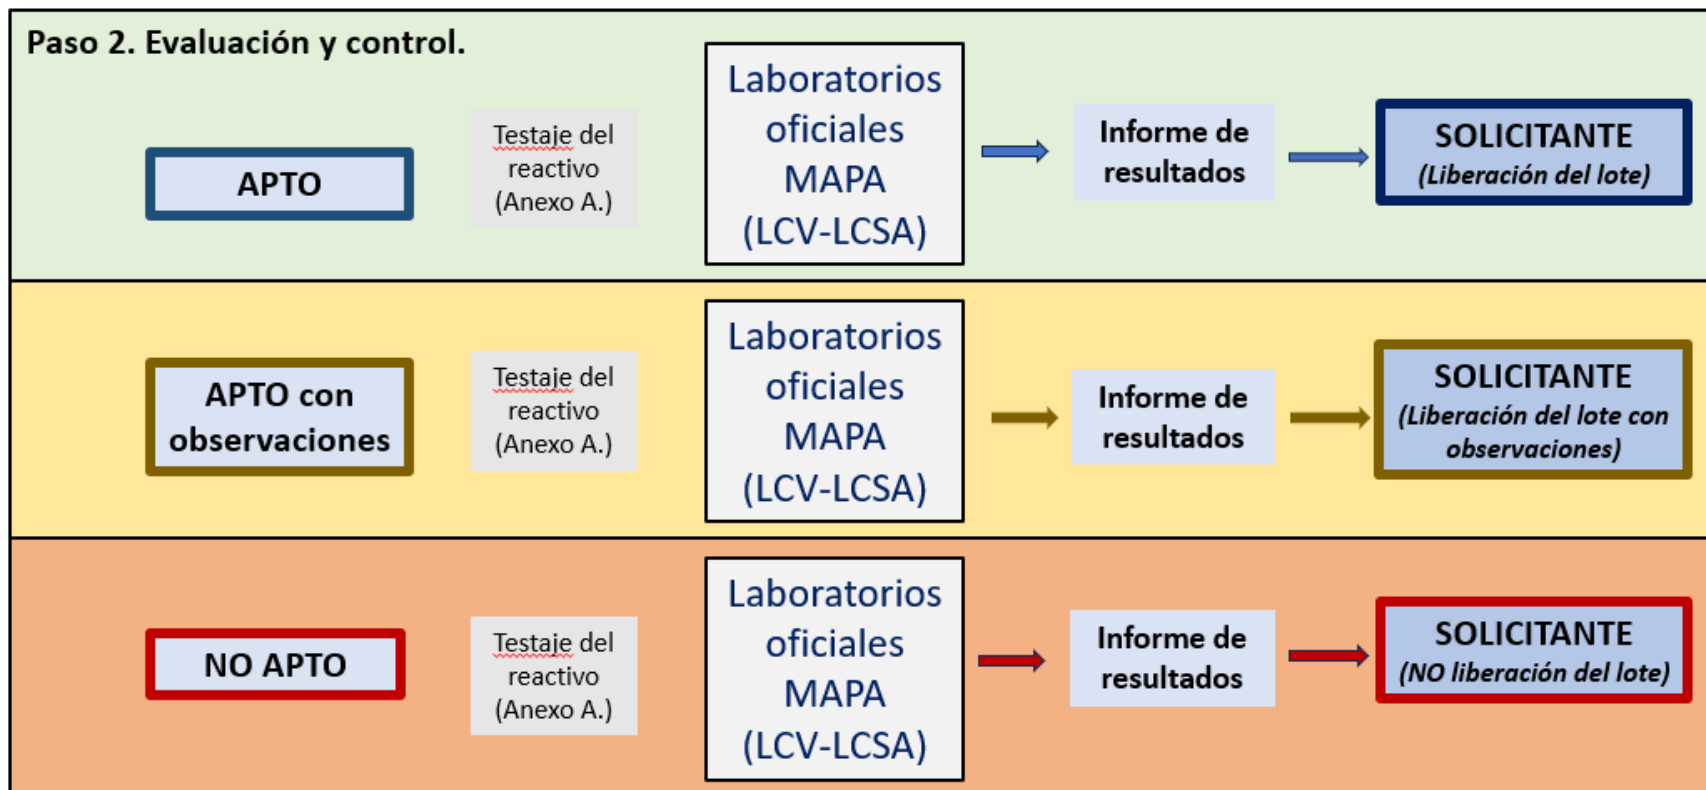 Paso 2. Evaluación y control.
APTO
Testaje del
reactivo
(Anexo A.)
Laboratorios
oficiales
MAPA
(LCV-LCSA)
Informe de
resultados
SOLICITANTE
(Liberación del lote)
APTO con
observaciones
Testaje del
reactivo
(Anexo A.)
Laboratorios
oficiales
MAPA
(LCV-LCSA)
Informe de
resultados
SOLICITANTE
(Liberación del lote con
observaciones)
NO APTO
Testaje del
reactivo
(Anexo A.)
Laboratorios
oficiales
MAPA
(LCV-LCSA)
Informe de
resultados
SOLICITANTE
(NO liberación del lote)